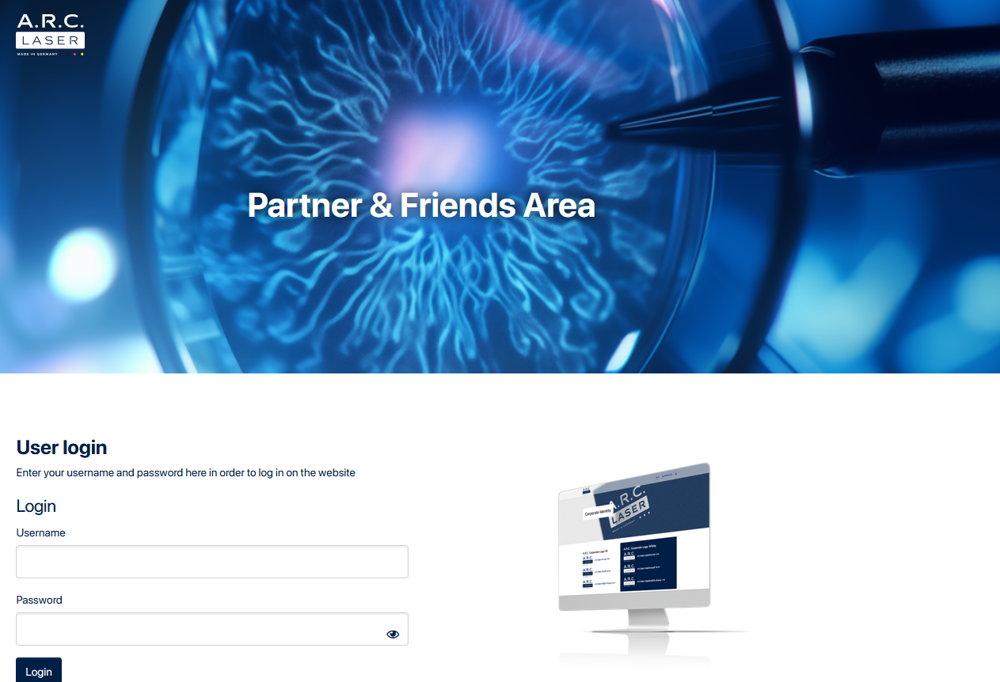 A.R.C.
LASER
MADE IN GERMANY
Partner & Friends Area
User login
Enter your username and password here in order to log in on the website
Login
Username
Password
Login
A.R.C.
LASER
Corporate Identity
A.R.C. Corporate Logo 4C
A.R.C. Corporate Logo White